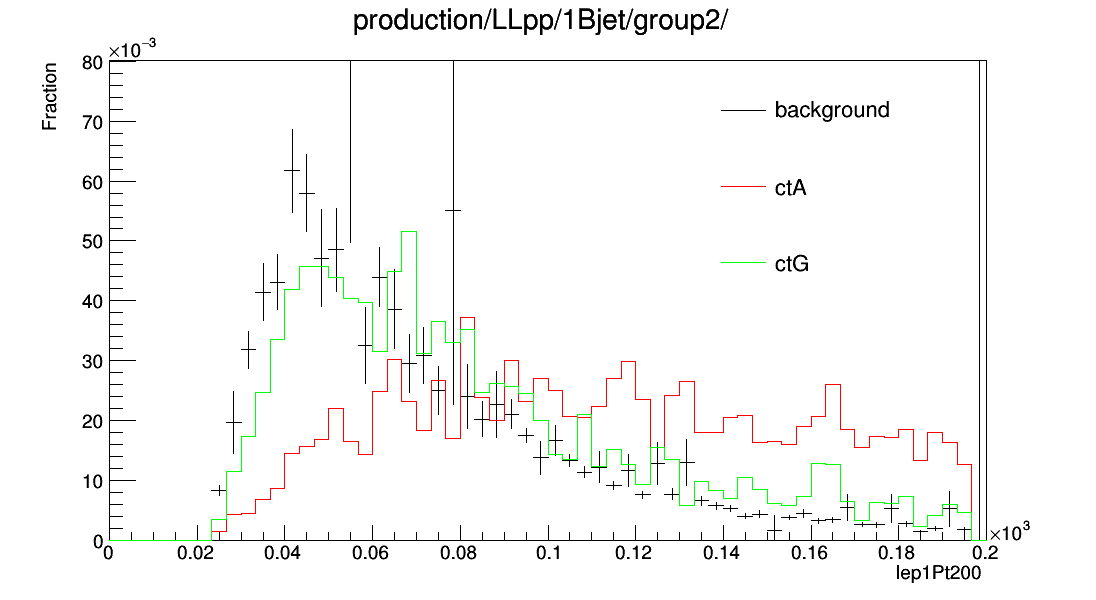 production/LLpp/1Bjet/group2/
×10⁻³
Fraction
80
70
60
50
40
30
20
10
0
background
ctA
ctG
0 0.02 0.04 0.06 0.08 0.1 0.12 0.14 0.16 0.18 0.2
×10³
lep1Pt200